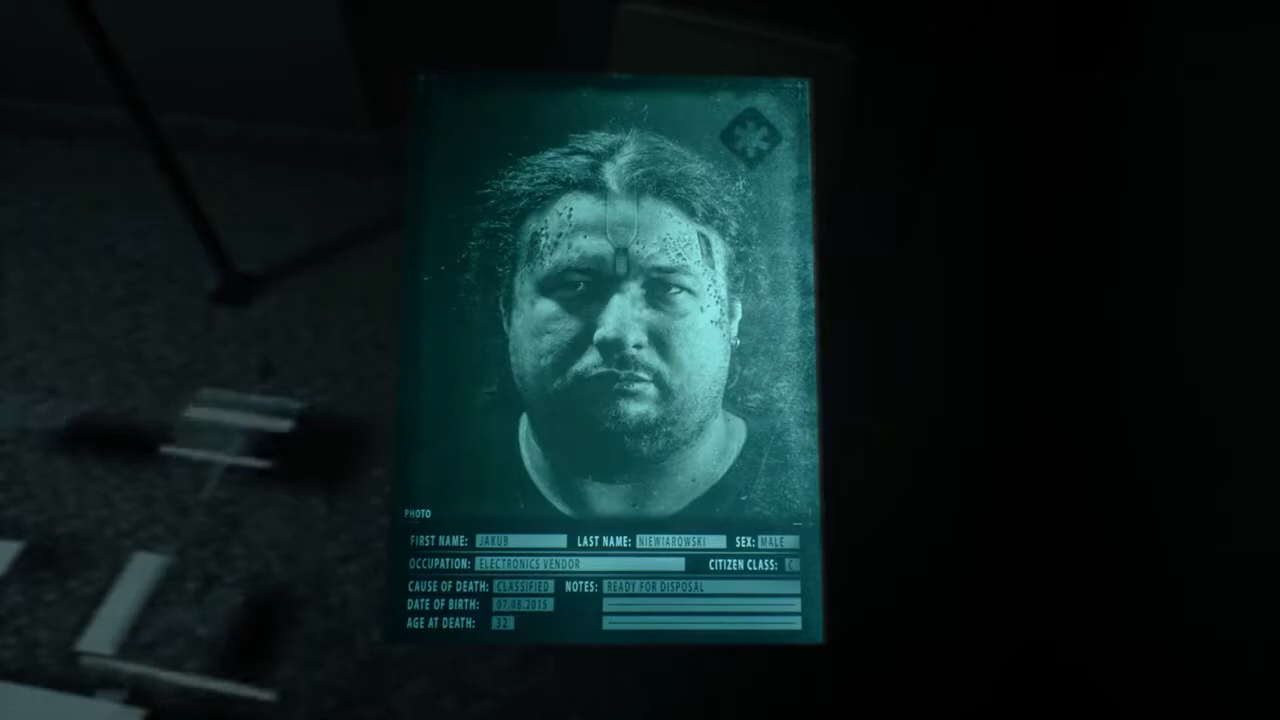 PHOTO
FIRST NAME: JAKUB LAST NAME: NIEWIAROWSKI SEX: MALE
OCCUPATION: ELECTRONICS VENDOR CITIZEN CLASS: C
CAUSE OF DEATH: CLASSIFIED NOTES: READY FOR DISPOSAL
DATE OF BIRTH: 07.08.2015
AGE AT DEATH: 32